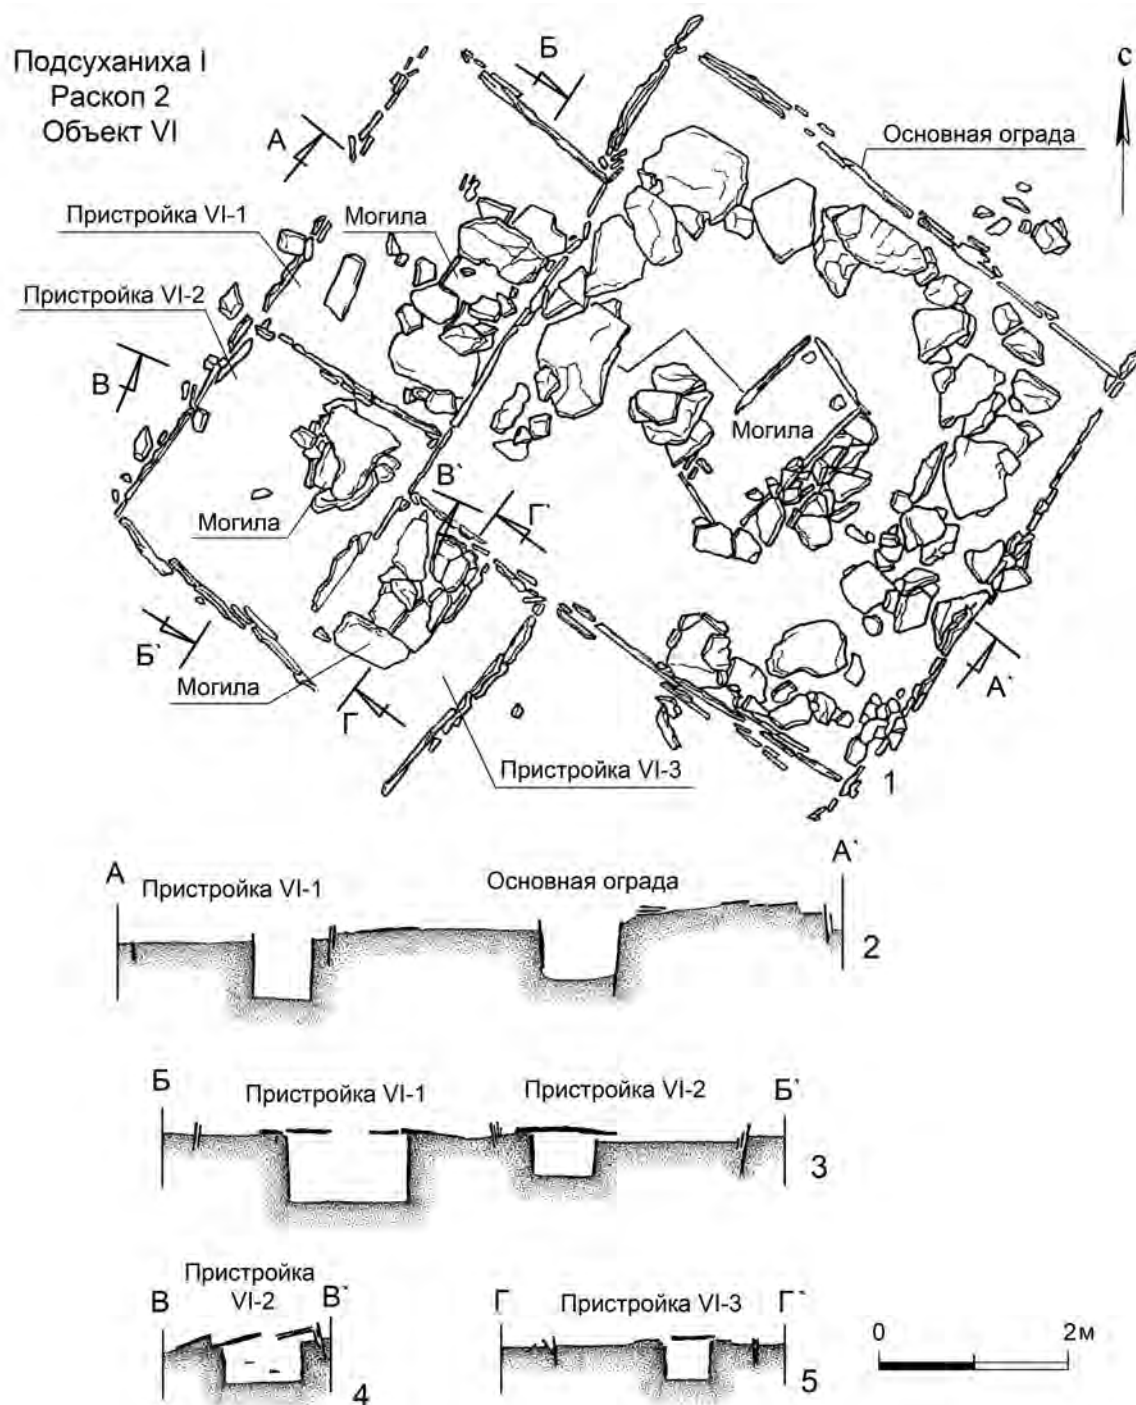 Подсуханиха I
Раскоп 2
Объект VI
Б
с
А
Основная ограда
Пристройка VI-1
Могила
Пристройка VI-2
В
Могила
В`
Г`
Могила
Б`
А`
Могила
Г
Пристройка VI-3
1
А
Пристройка VI-1
Основная ограда
А`
2
Б
Пристройка VI-1
Пристройка VI-2
Б`
3
В
Пристройка
VI-2
В`
4
Г
Пристройка VI-3
Г`
5
0
2м